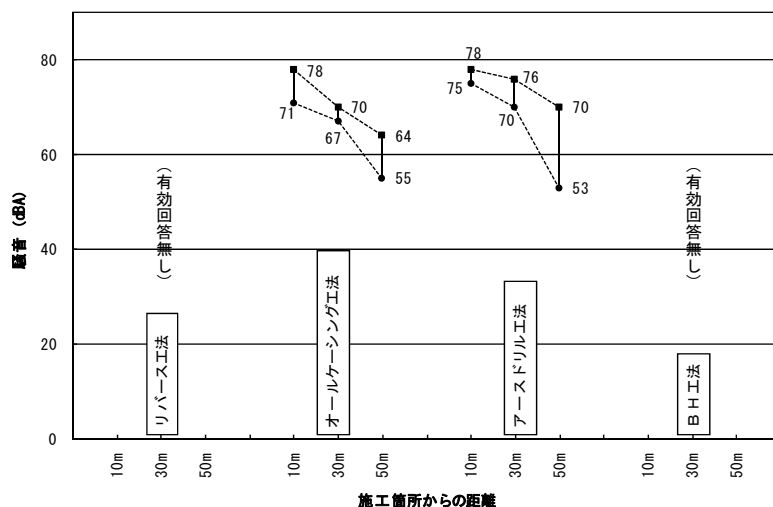 騒音 (dBA)
80
60
40
20
0
（有効回答無し）
リバース工法
78
71
70
67
64
55
オールケーシング工法
78
75
76
70
70
53
アースドリル工法
（有効回答無し）
ＢＨ工法
10m 30m 50m 10m 30m 50m 10m 30m 50m 10m 30m 50m
施工箇所からの距離